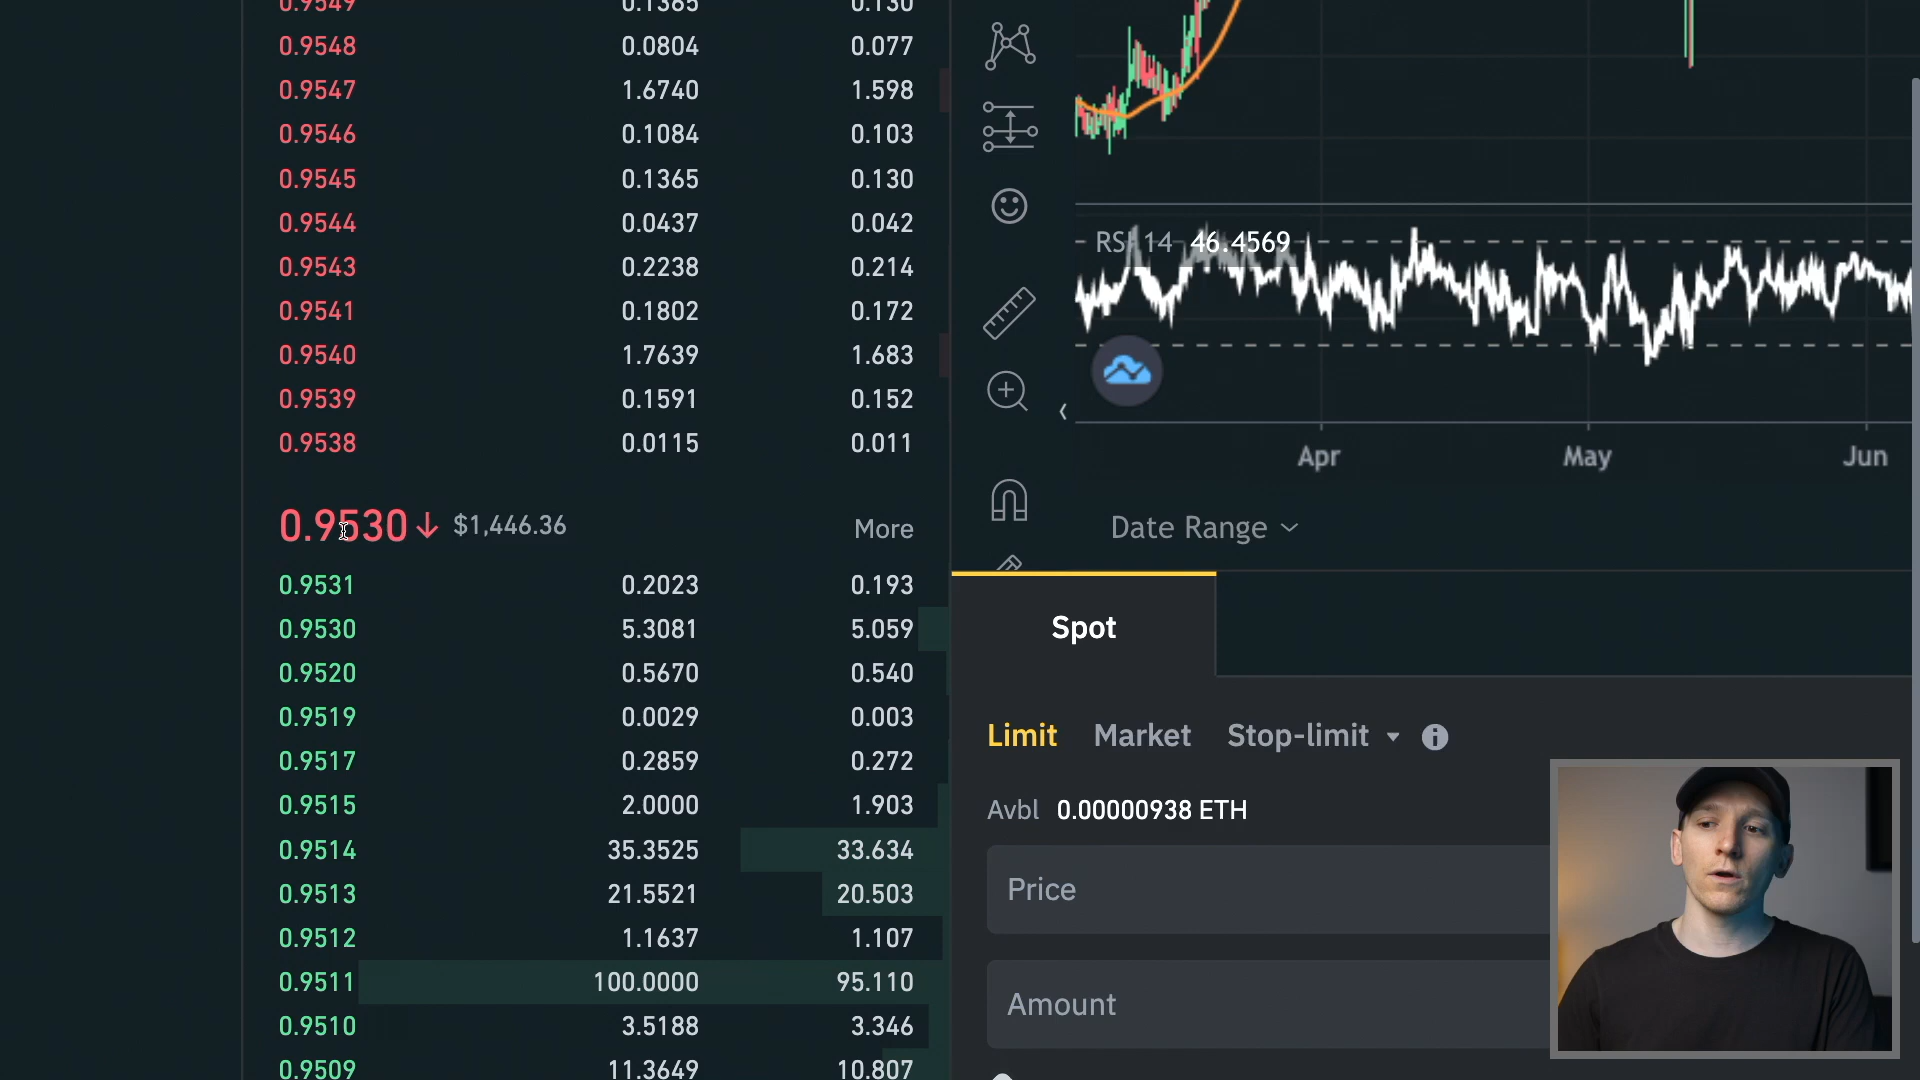 0.9549 0.1365 0.130
0.9548 0.0804 0.077
0.9547 1.6740 1.598
0.9546 0.1084 0.103
0.9545 0.1365 0.130
0.9544 0.0437 0.042
0.9543 0.2238 0.214
0.9541 0.1802 0.172
0.9540 1.7639 1.683
0.9539 0.1591 0.152
0.9538 0.0115 0.011
0.9530 $1,446.36 More
0.9531 0.2023 0.193
0.9530 5.3081 5.059
0.9520 0.5670 0.540
0.9519 0.0029 0.003
0.9517 0.2859 0.272
0.9515 2.0000 1.903
0.9514 35.3525 33.634
0.9513 21.5521 20.503
0.9512 1.1637 1.107
0.9511 100.0000 95.110
0.9510 3.5188 3.346
0.9509 11.3649 10.807
RSI 14 46.4569
Apr May Jun
Date Range
Spot
Limit Market Stop-limit
Avbl 0.00000938 ETH
Price
Amount